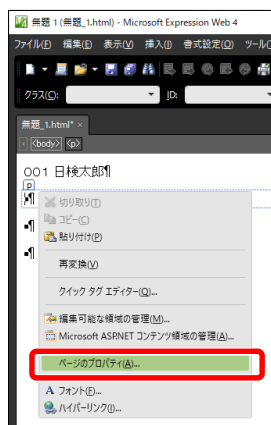 無題 1 (無題_1.html) - Microsoft Expression Web 4
ファイル(F) 編集(E) 表示(V) 挿入(I) 書式設定(O) ツール(
クラス(C): ID:
無題_1.html* ×
<body> <p>
001 日検太郎¶
p
¶
¶
¶
切り取り(T)
コピー(C)
貼り付け(P)
再変換(V)
クイック タグ エディター(Q)...
編集可能な領域の管理(M)...
Microsoft ASP.NET コンテンツ領域の管理(A)...
ページのプロパティ(A)...
フォント(F)...
ハイパーリンク(I)...